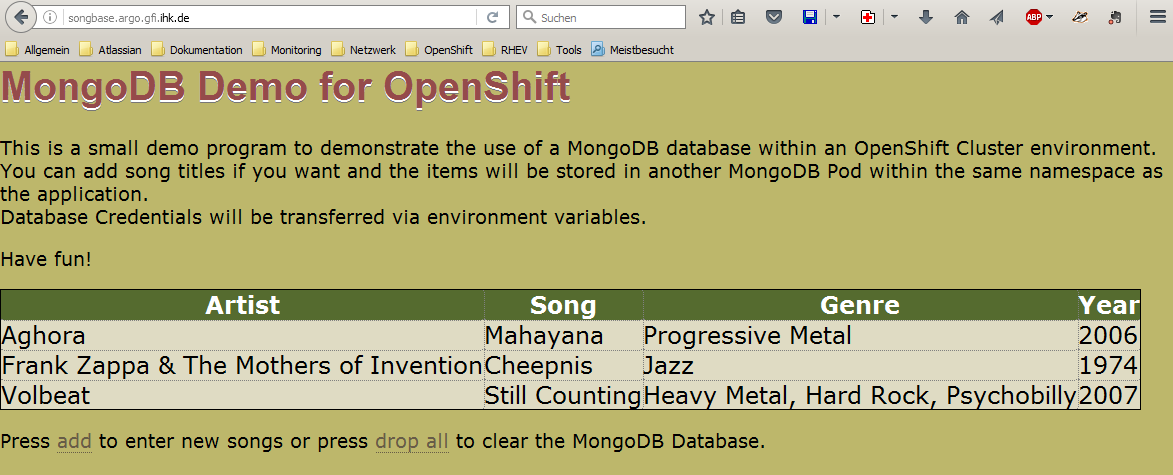 songbase.argo.gfi.ihk.de
Suchen
ABP
Allgemein Atlassian Dokumentation Monitoring Netzwerk OpenShift RHEV Tools Meistbesucht
MongoDB Demo for OpenShift
This is a small demo program to demonstrate the use of a MongoDB database within an OpenShift Cluster environment.
You can add song titles if you want and the items will be stored in another MongoDB Pod within the same namespace as
the application.
Database Credentials will be transferred via environment variables.
Have fun!
Artist Song Genre Year
Aghora Mahayana Progressive Metal 2006
Frank Zappa & The Mothers of Invention Cheepnis Jazz 1974
Volbeat Still Counting Heavy Metal, Hard Rock, Psychobilly 2007
Press add to enter new songs or press drop all to clear the MongoDB Database.